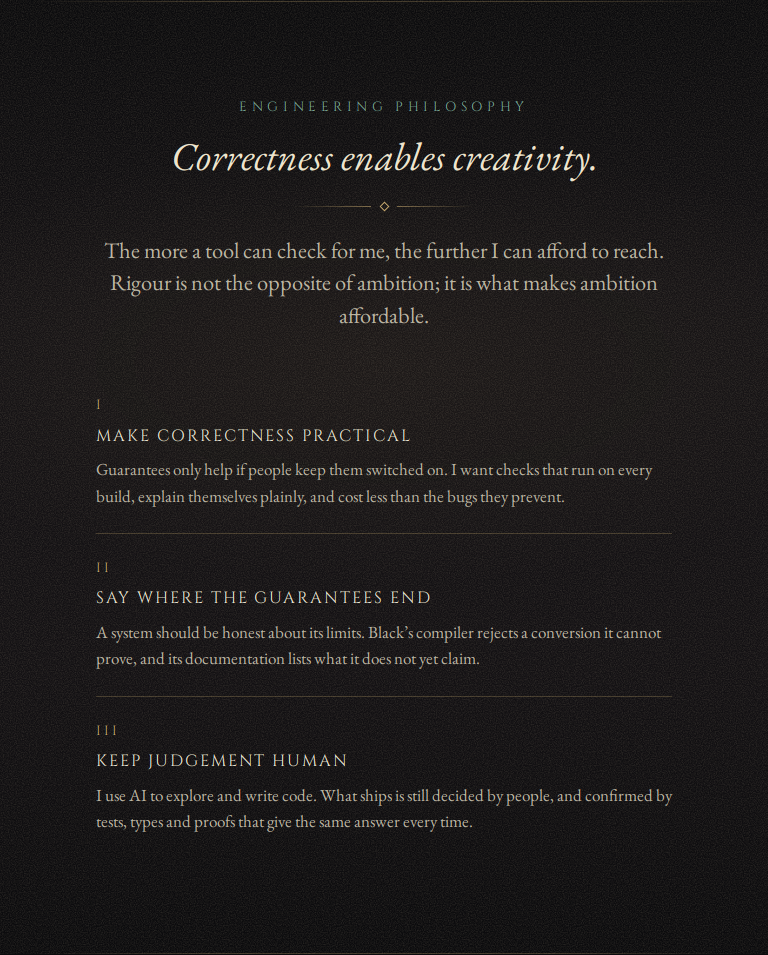 ENGINEERING PHILOSOPHY
Correctness enables creativity.
The more a tool can check for me, the further I can afford to reach.
Rigour is not the opposite of ambition; it is what makes ambition
affordable.
I
MAKE CORRECTNESS PRACTICAL
Guarantees only help if people keep them switched on. I want checks that run on every
build, explain themselves plainly, and cost less than the bugs they prevent.
II
SAY WHERE THE GUARANTEES END
A system should be honest about its limits. Black’s compiler rejects a conversion it cannot
prove, and its documentation lists what it does not yet claim.
III
KEEP JUDGEMENT HUMAN
I use AI to explore and write code. What ships is still decided by people, and confirmed by
tests, types and proofs that give the same answer every time.